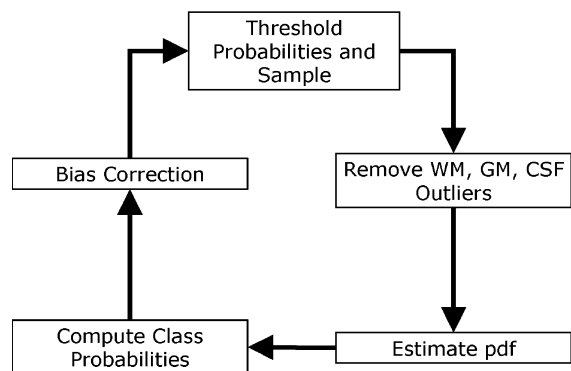 Threshold
Probabilities and
Sample
Bias Correction
Remove WM, GM, CSF
Outliers
Compute Class
Probabilities
Estimate pdf